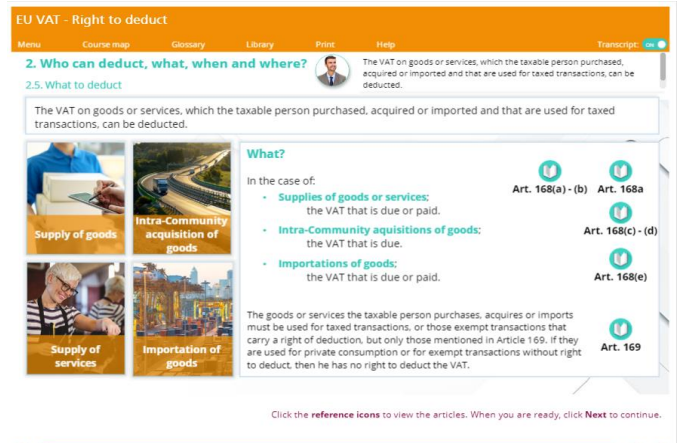 EU VAT - Right to deduct
Menu Course map Glossary Library Print Help Transcript: ON
2. Who can deduct, what, when and where?
2.5. What to deduct
The VAT on goods or services, which the taxable person purchased,
acquired or imported and that are used for taxed transactions, can be
deducted.
The VAT on goods or services, which the taxable person purchased, acquired or imported and that are used for taxed
transactions, can be deducted.
Supply of goods
Intra-Community
acquisition of
goods
Supply of
services
Importation of
goods
What?
In the case of:
• Supplies of goods or services;
the VAT that is due or paid.
• Intra-Community aquisitions of goods;
the VAT that is due.
• Importations of goods;
the VAT that is due or paid.
Art. 168(a) - (b) Art. 168a
Art. 168(c) - (d)
Art. 168(e)
The goods or services the taxable person purchases, acquires or imports
must be used for taxed transactions, or those exempt transactions that
carry a right of deduction, but only those mentioned in Article 169. If they
are used for private consumption or for exempt transactions without right
to deduct, then he has no right to deduct the VAT.
Art. 169
Click the reference icons to view the articles. When you are ready, click Next to continue.